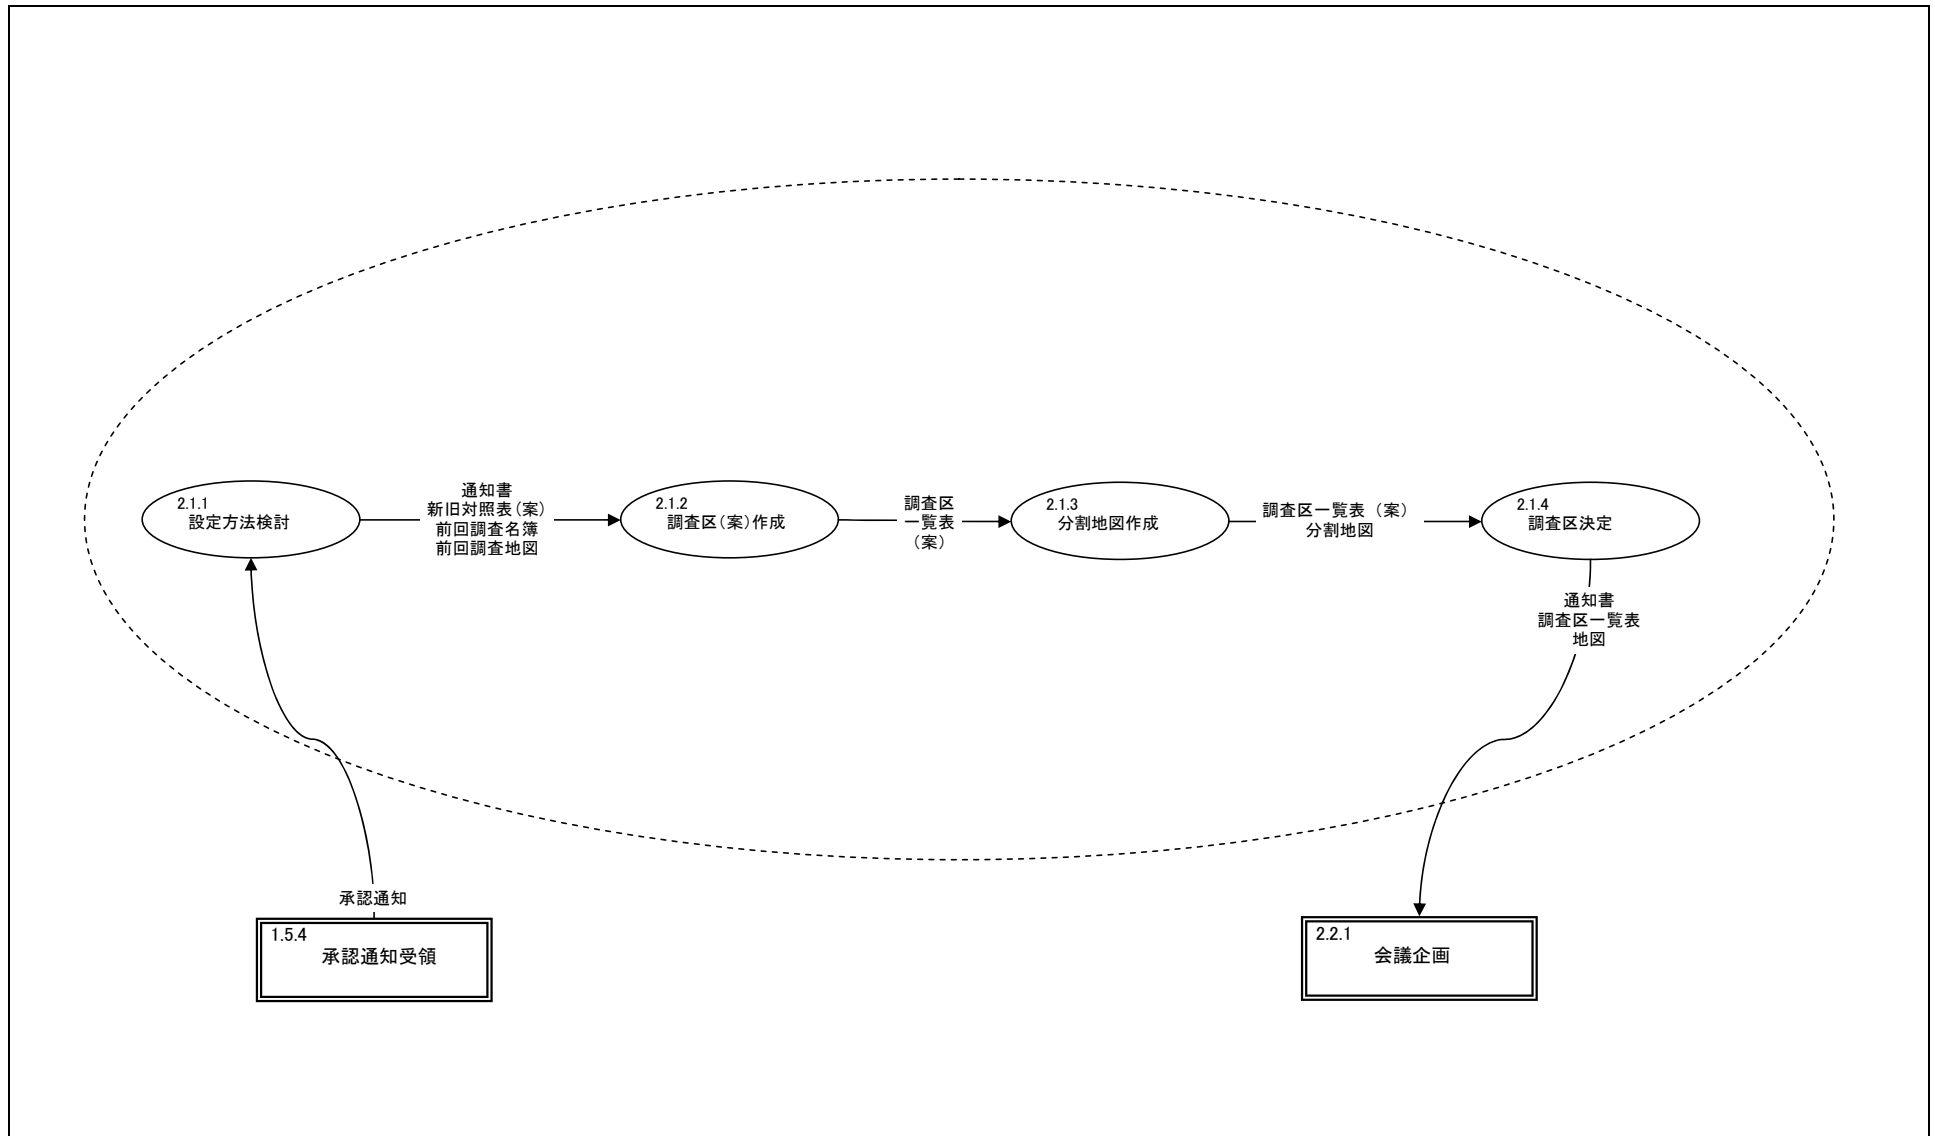 2.1.1
設定方法検討
通知書
新旧対照表(案)
前回調査名簿
前回調査地図
2.1.2
調査区(案)作成
調査区
一覧表
(案)
2.1.3
分割地図作成
調査区一覧表(案)
分割地図
2.1.4
調査区決定
通知書
調査区一覧表
地図
承認通知
1.5.4
承認通知受領
2.2.1
会議企画